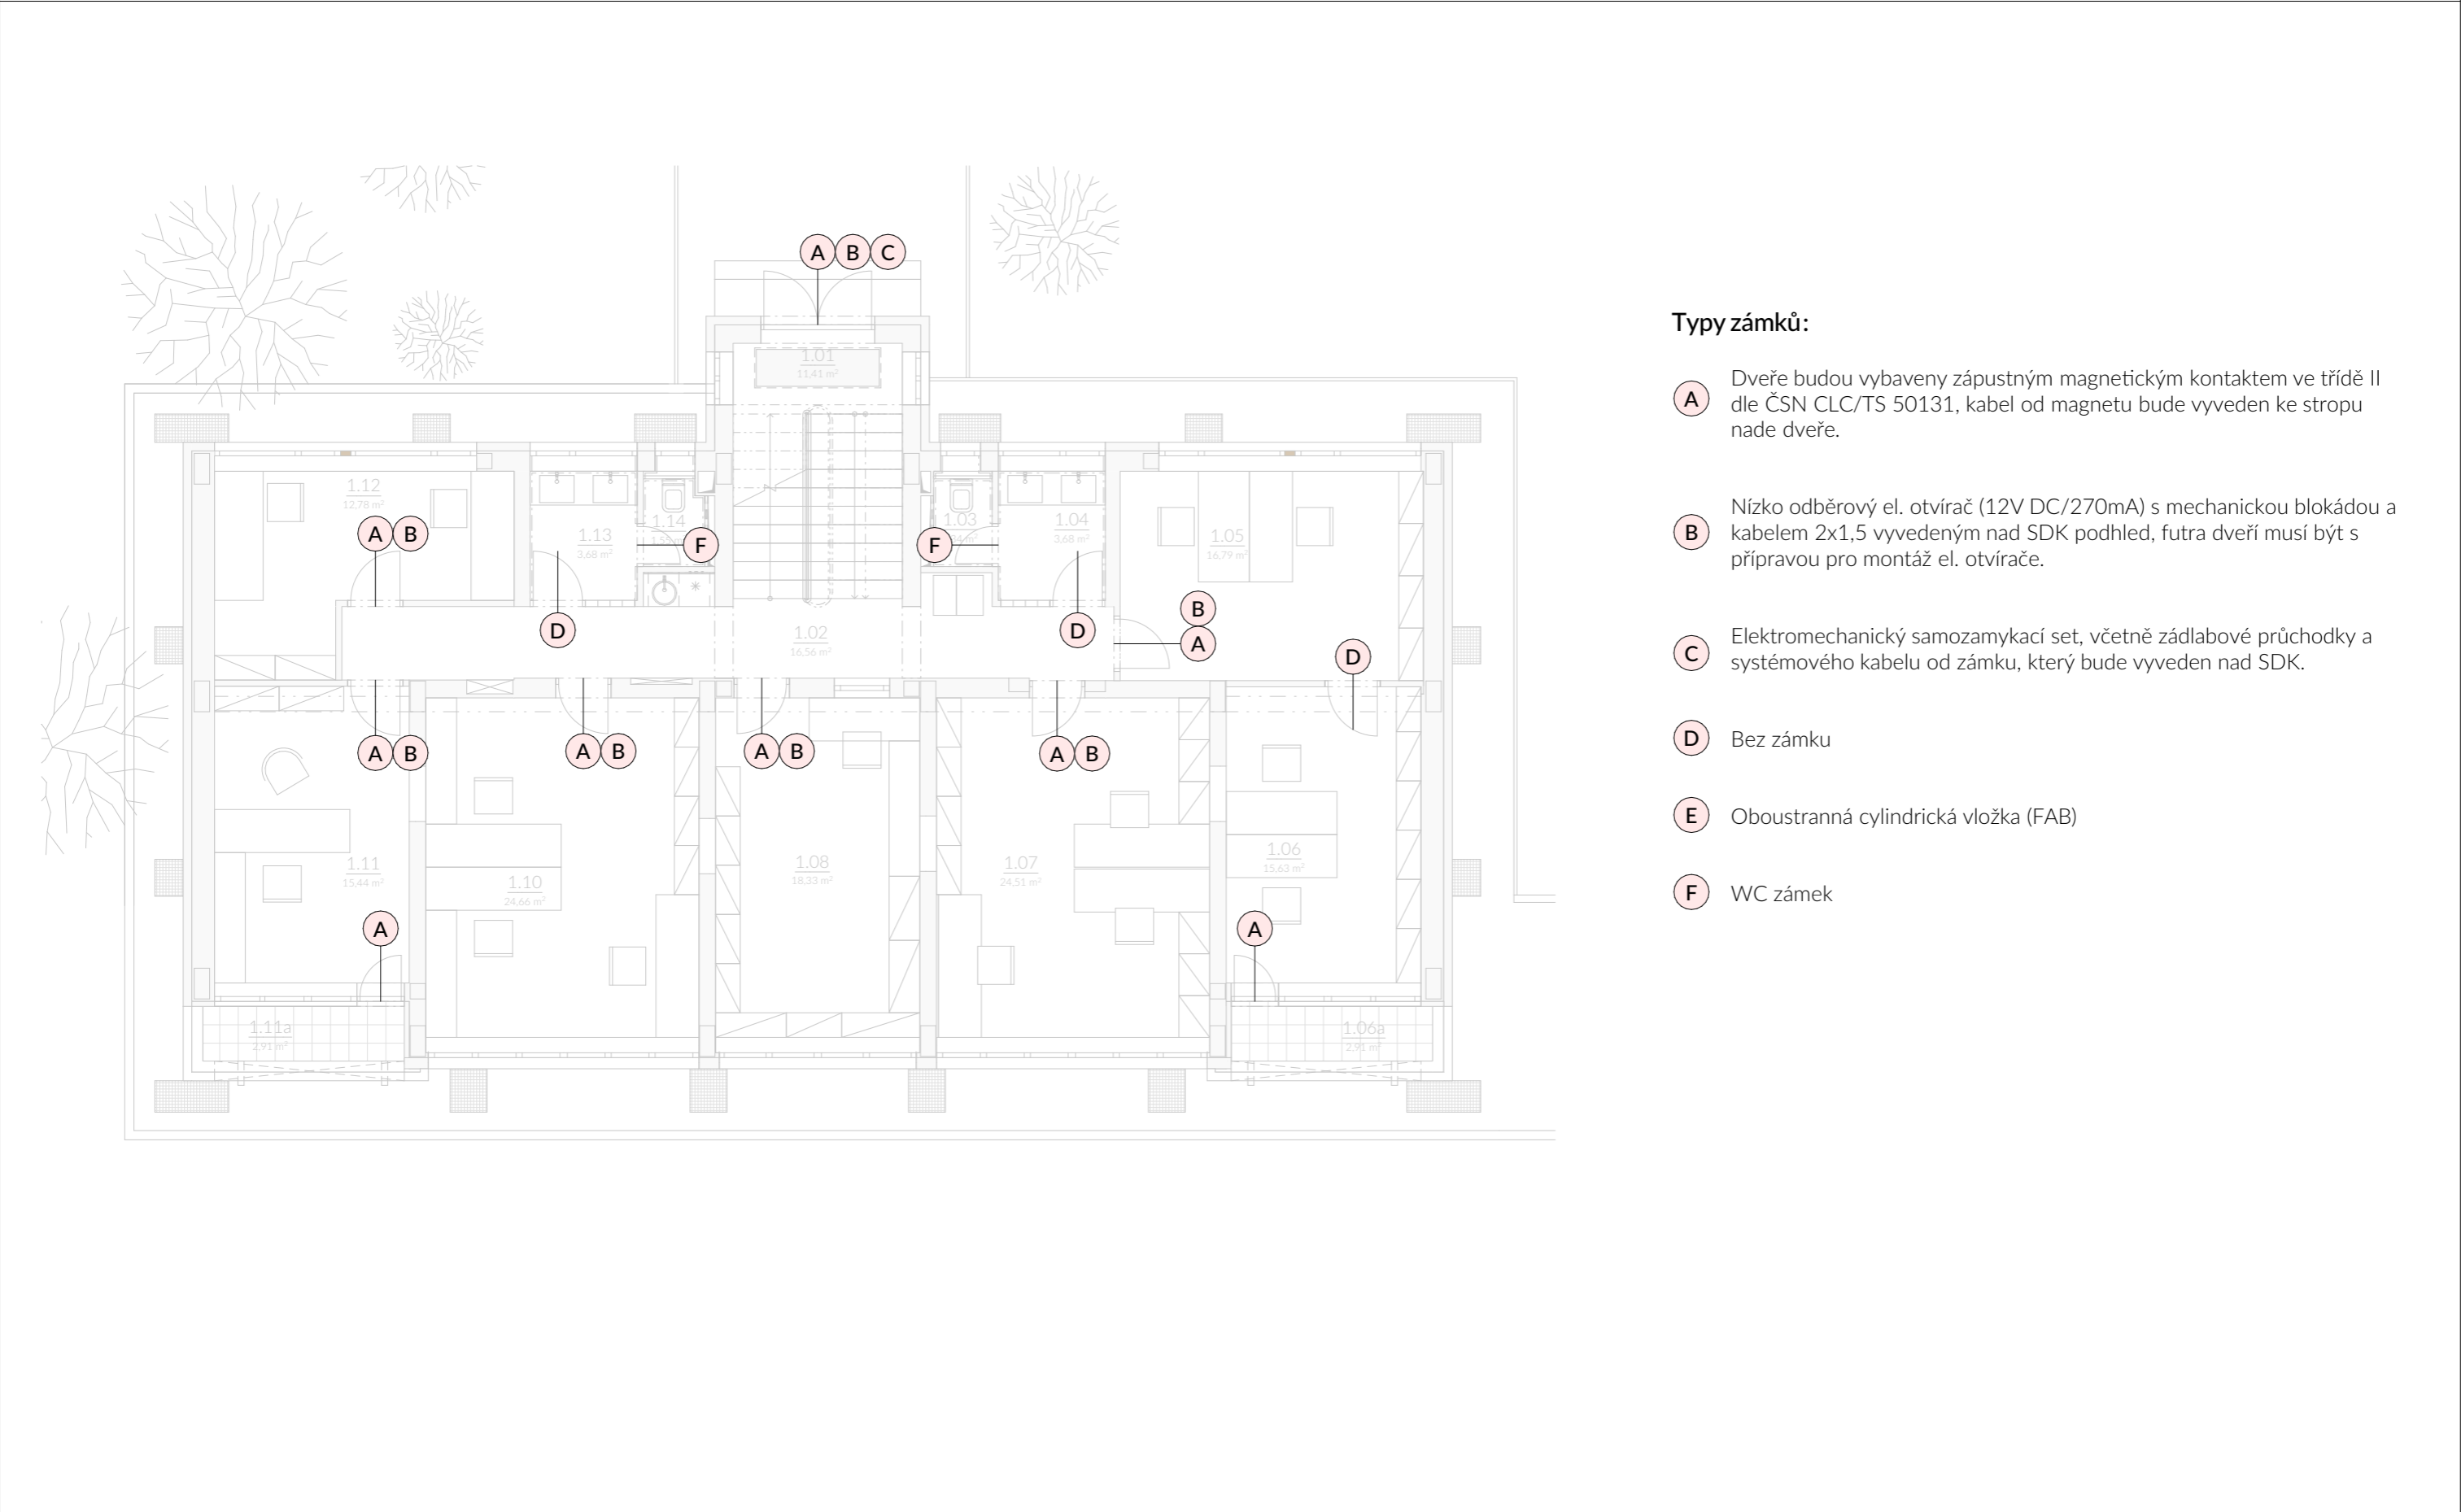 A B C
1.01
11,41 m²
1.12
12,78 m²
A B
1.13
3,68 m²
1.14
F
F
1.03
1.04
3,68 m²
1.05
16,79 m²
D
1.02
16,56 m²
D
B
A
D
A B
A B
A B
A B
1.11
15,44 m²
1.10
24,66 m²
1.08
18,33 m²
1.07
24,51 m²
1.06
15,63 m²
A
A
1.11a
2,91 m²
1.06a
2,91 m²
Typy zámků:
A
Dveře budou vybaveny zápustným magnetickým kontaktem ve třídě II
dle ČSN CLC/TS 50131, kabel od magnetu bude vyveden ke stropu
nade dveře.
B
Nízko odběrový el. otvírač (12V DC/270mA) s mechanickou blokádou a
kabelem 2x1,5 vyvedeným nad SDK podhled, futra dveří musí být s
přípravou pro montáž el. otvírače.
C
Elektromechanický samozamykací set, včetně zádlabové průchodky a
systémového kabelu od zámku, který bude vyveden nad SDK.
D
Bez zámku
E
Oboustranná cylindrická vložka (FAB)
F
WC zámek